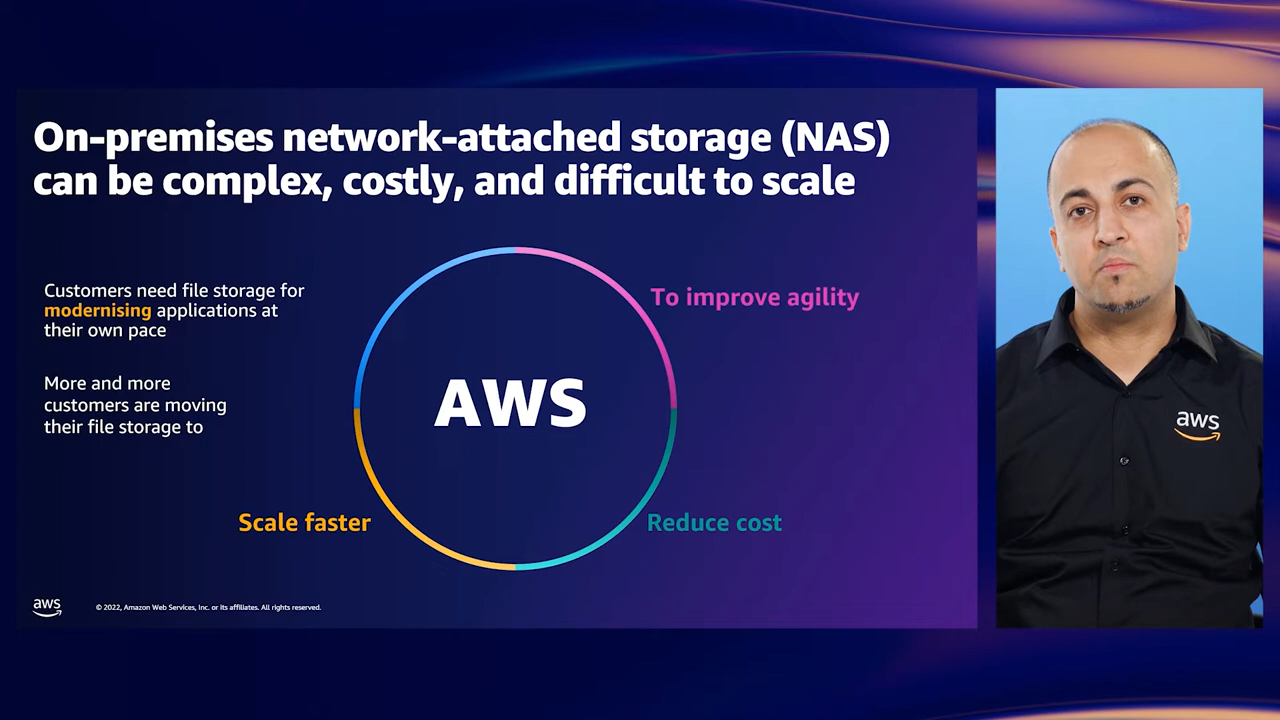 On-premises network-attached storage (NAS)
can be complex, costly, and difficult to scale
Customers need file storage for
modernising applications at
their own pace
More and more
customers are moving
their file storage to
AWS
To improve agility
Scale faster
Reduce cost
aws
© 2022, Amazon Web Services, Inc. or its affiliates. All rights reserved.
aws